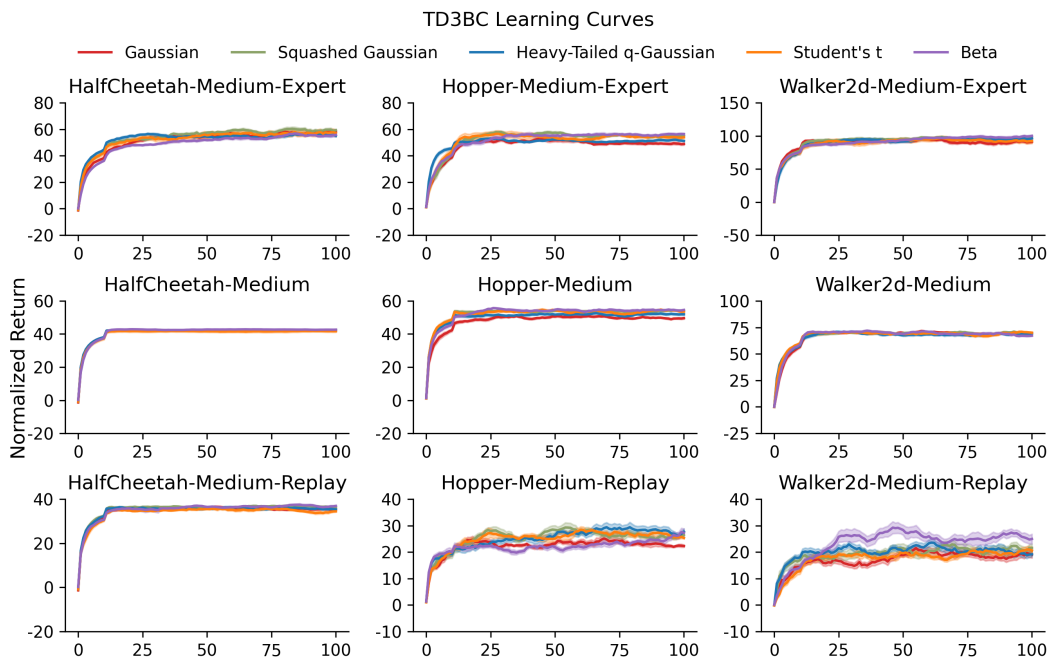 TD3BC Learning Curves
Gaussian Squashed Gaussian Heavy-Tailed q-Gaussian Student's t Beta
HalfCheetah-Medium-Expert Hopper-Medium-Expert Walker2d-Medium-Expert
80 80 150
60 60 100
40 40 50
20 20 0
0 0 -50
-20 -20
0 25 50 75 100 0 25 50 75 100 0 25 50 75 100
Normalized Return
HalfCheetah-Medium Hopper-Medium Walker2d-Medium
60 60 100
40 40 75
20 20 50
0 0 25
-20 -20 0
-25
0 25 50 75 100 0 25 50 75 100 0 25 50 75 100
HalfCheetah-Medium-Replay Hopper-Medium-Replay Walker2d-Medium-Replay
40 40 40
20 30 30
0 20 20
-20 10 10
0 0
-10 -10
0 25 50 75 100 0 25 50 75 100 0 25 50 75 100